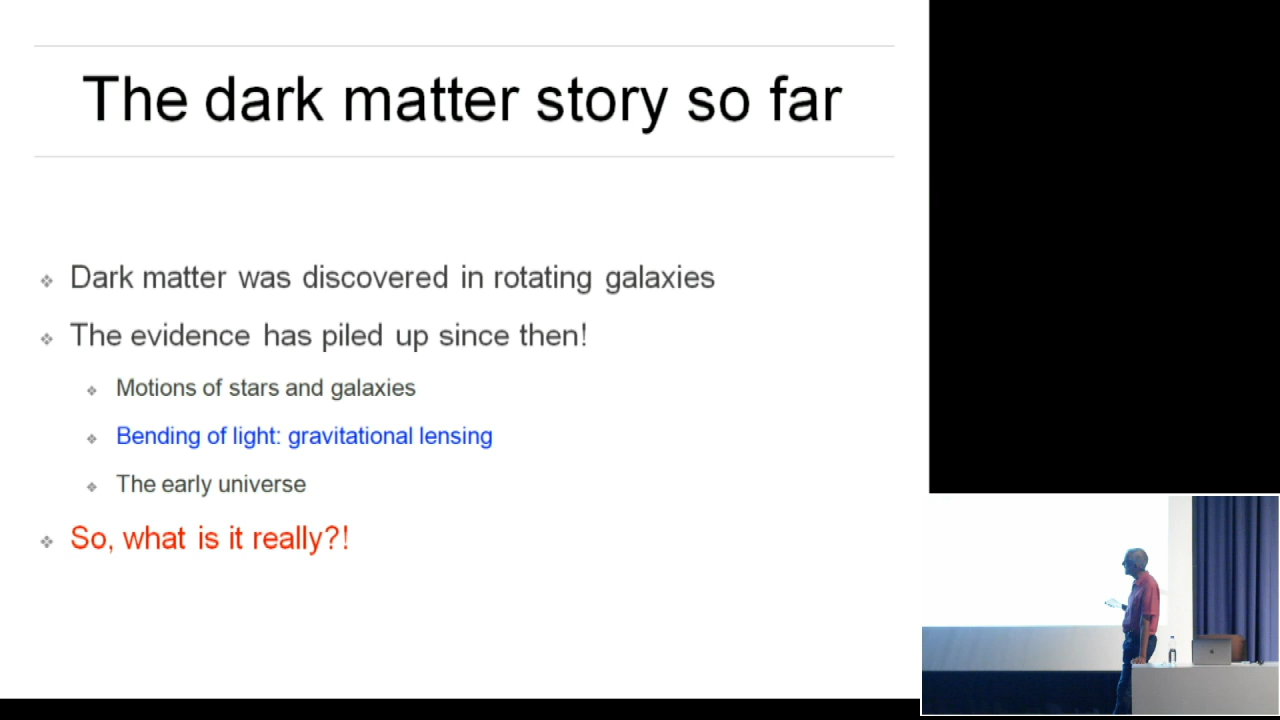 The dark matter story so far
Dark matter was discovered in rotating galaxies
The evidence has piled up since then!
Motions of stars and galaxies
Bending of light: gravitational lensing
The early universe
So, what is it really?!